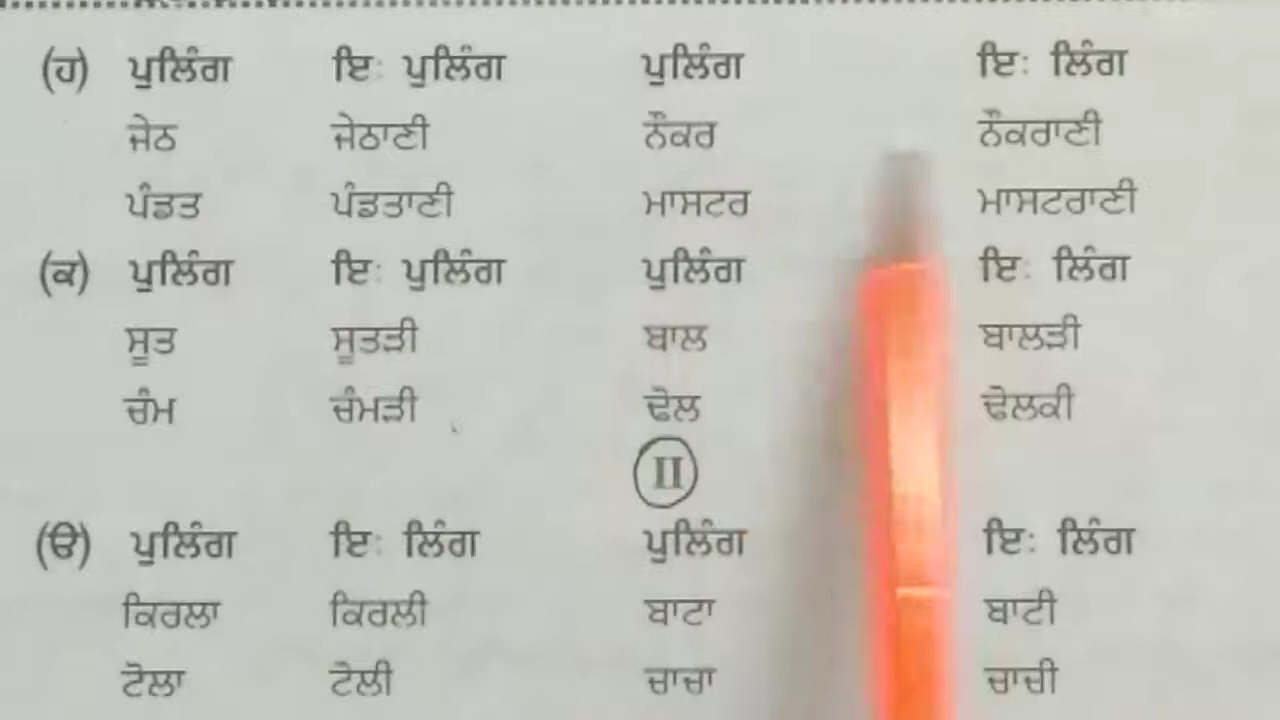 (ਹ) ਪੁਲਿੰਗ ਇਃ ਪੁਲਿੰਗ ਪੁਲਿੰਗ ਇਃ ਲਿੰਗ
ਜੇਠ ਜੇਠਾਣੀ ਨੌਕਰ ਨੌਕਰਾਣੀ
ਪੰਡਤ ਪੰਡਤਾਣੀ ਮਾਸਟਰ ਮਾਸਟਰਾਣੀ
(ਕ) ਪੁਲਿੰਗ ਇਃ ਪੁਲਿੰਗ ਪੁਲਿੰਗ ਇਃ ਲਿੰਗ
ਸੂਤ ਸੂਤੜੀ ਬਾਲ ਬਾਲੜੀ
ਚੰਮ ਚੰਮੜੀ ਢੋਲ ਢੋਲਕੀ
II
(ੳ) ਪੁਲਿੰਗ ਇਃ ਲਿੰਗ ਪੁਲਿੰਗ ਇਃ ਲਿੰਗ
ਕਿਰਲਾ ਕਿਰਲੀ ਬਾਟਾ ਬਾਟੀ
ਟੋਲਾ ਟੋਲੀ ਚਾਚਾ ਚਾਚੀ